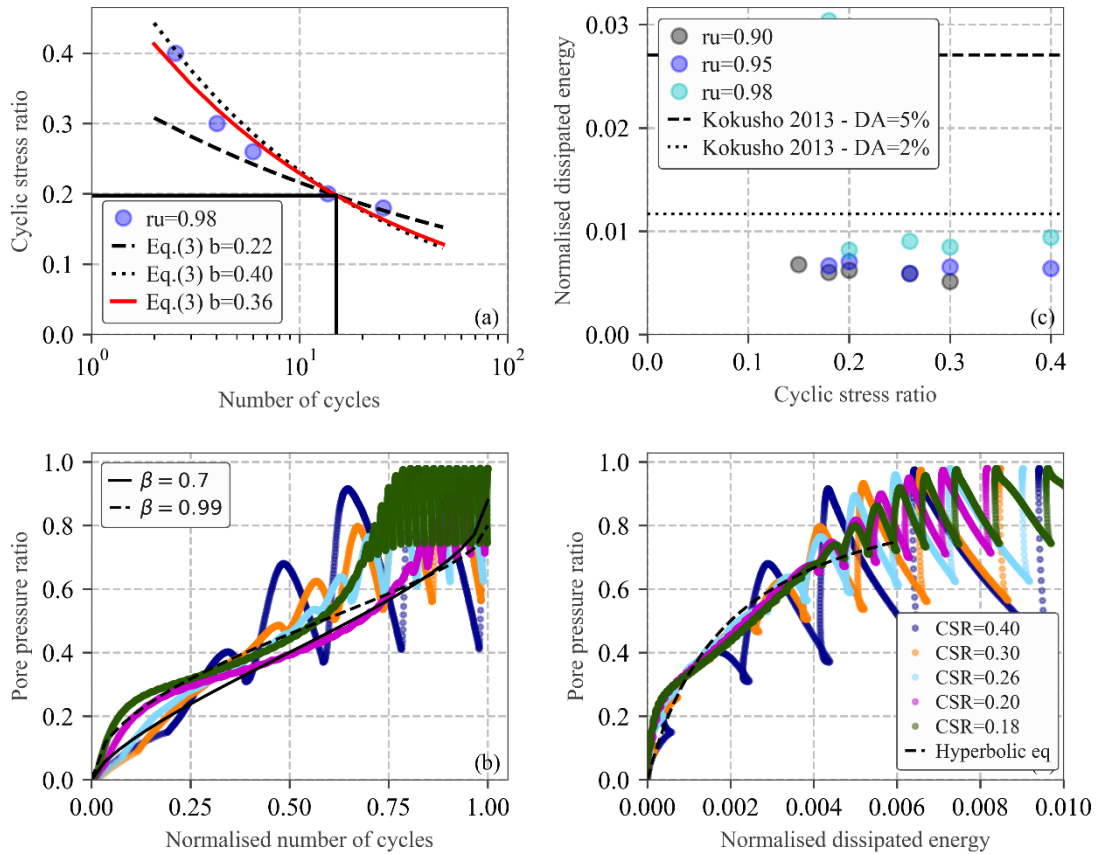 0.4
0.3
0.2
0.1
0.0
Cyclic stress ratio
ru=0.98
Eq.(3) b=0.22
Eq.(3) b=0.40
Eq.(3) b=0.36
(a)
10⁰
10¹
10²
Number of cycles
0.03
0.02
0.01
0.00
Normalised dissipated energy
ru=0.90
ru=0.95
ru=0.98
Kokusho 2013 - DA=5%
Kokusho 2013 - DA=2%
(c)
0.0
0.1
0.2
0.3
0.4
Cyclic stress ratio
1.0
0.8
0.6
0.4
0.2
0.0
Pore pressure ratio
β = 0.7
β = 0.99
(b)
0.00
0.25
0.50
0.75
1.00
Normalised number of cycles
1.0
0.8
0.6
0.4
0.2
0.0
Pore pressure ratio
CSR=0.40
CSR=0.30
CSR=0.26
CSR=0.20
CSR=0.18
Hyperbolic eq
0.000
0.002
0.004
0.006
0.008
0.010
Normalised dissipated energy